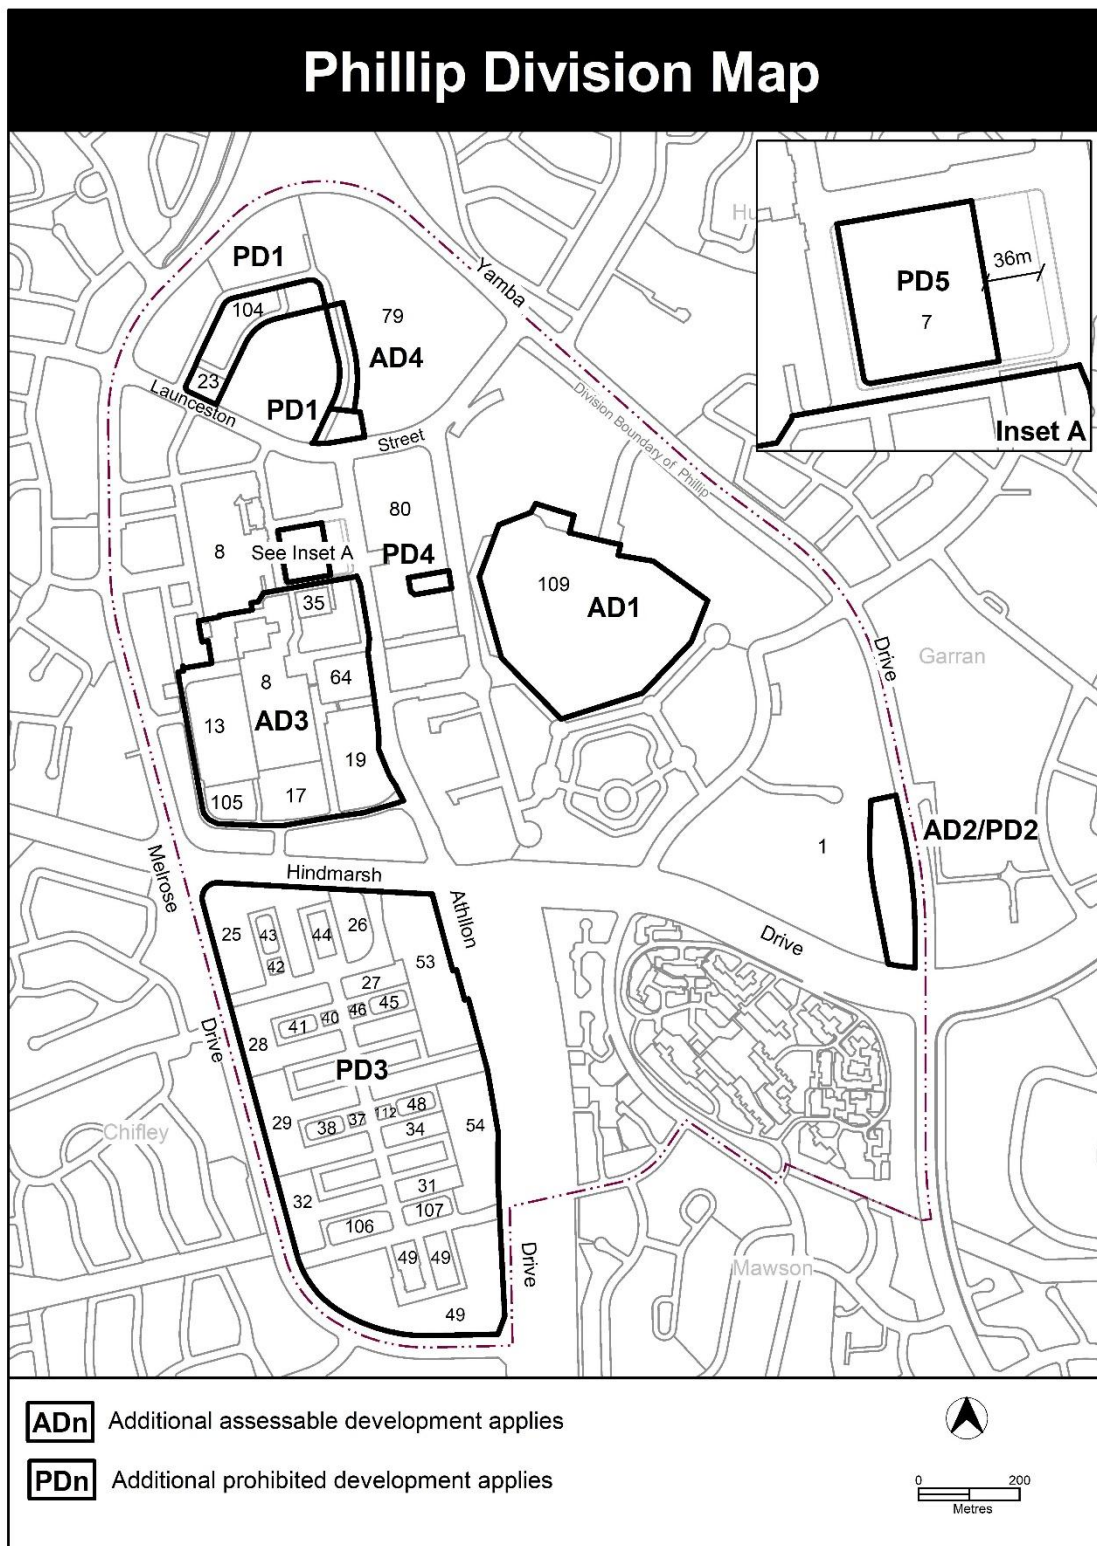 Phillip Division Map
Hu
PD1
Yamba
36m
PD5
7
104
79
AD4
23
Launceston
PD1
Street
Division Boundary of Phillip
Inset A
80
8
See Inset A
PD4
109
AD1
35
Drive
Garran
8
64
13
AD3
19
105
17
AD2/PD2
1
Melrose
Hindmarsh
Athllon
Drive
25
43
44
26
42
53
27
46
45
41
40
28
Drive
PD3
48
112
37
38
29
34
54
Chifley
31
32
107
106
49
49
Drive
Mawson
49
ADn Additional assessable development applies
PDn Additional prohibited development applies
0 200
Metres